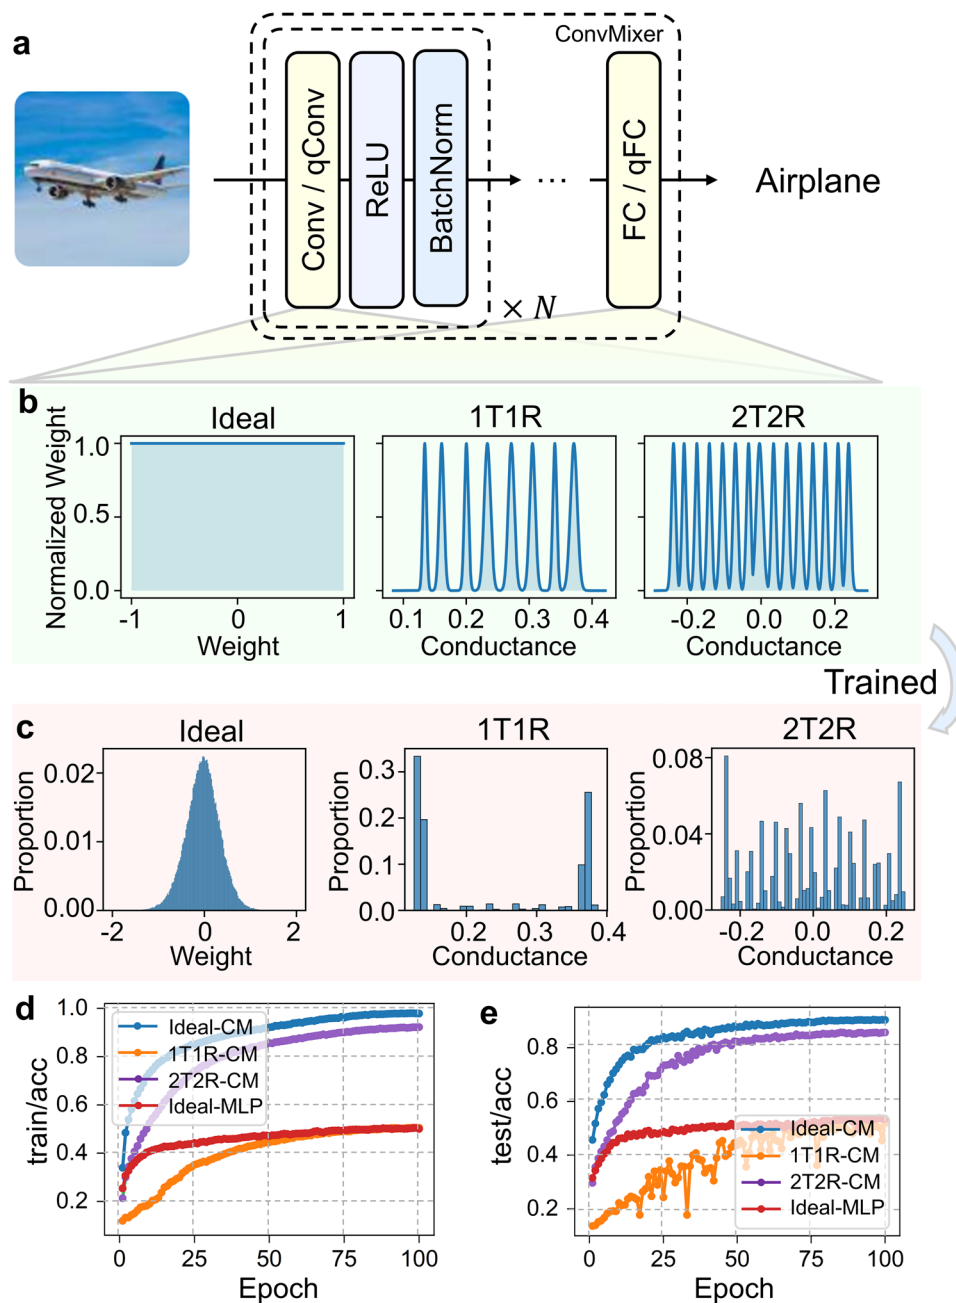 a
ConvMixer
Conv / qConv
ReLU
BatchNorm
...
FC / qFC
Airplane
× N
b
Ideal
1T1R
2T2R
Normalized Weight
1.0
0.5
0.0
-1 0 1
Weight
0.1 0.2 0.3 0.4
Conductance
-0.2 0.0 0.2
Conductance
Trained
c
Ideal
1T1R
2T2R
Proportion
0.02
0.01
0.00
-2 0 2
Weight
Proportion
0.3
0.2
0.1
0.0
0.2 0.3 0.4
Conductance
Proportion
0.08
0.04
0.00
-0.2 0.0 0.2
Conductance
d
train/acc
1.0
0.8
0.6
0.4
0.2
Ideal-CM
1T1R-CM
2T2R-CM
Ideal-MLP
0 25 50 75 100
Epoch
e
test/acc
0.8
0.6
0.4
0.2
Ideal-CM
1T1R-CM
2T2R-CM
Ideal-MLP
0 25 50 75 100
Epoch